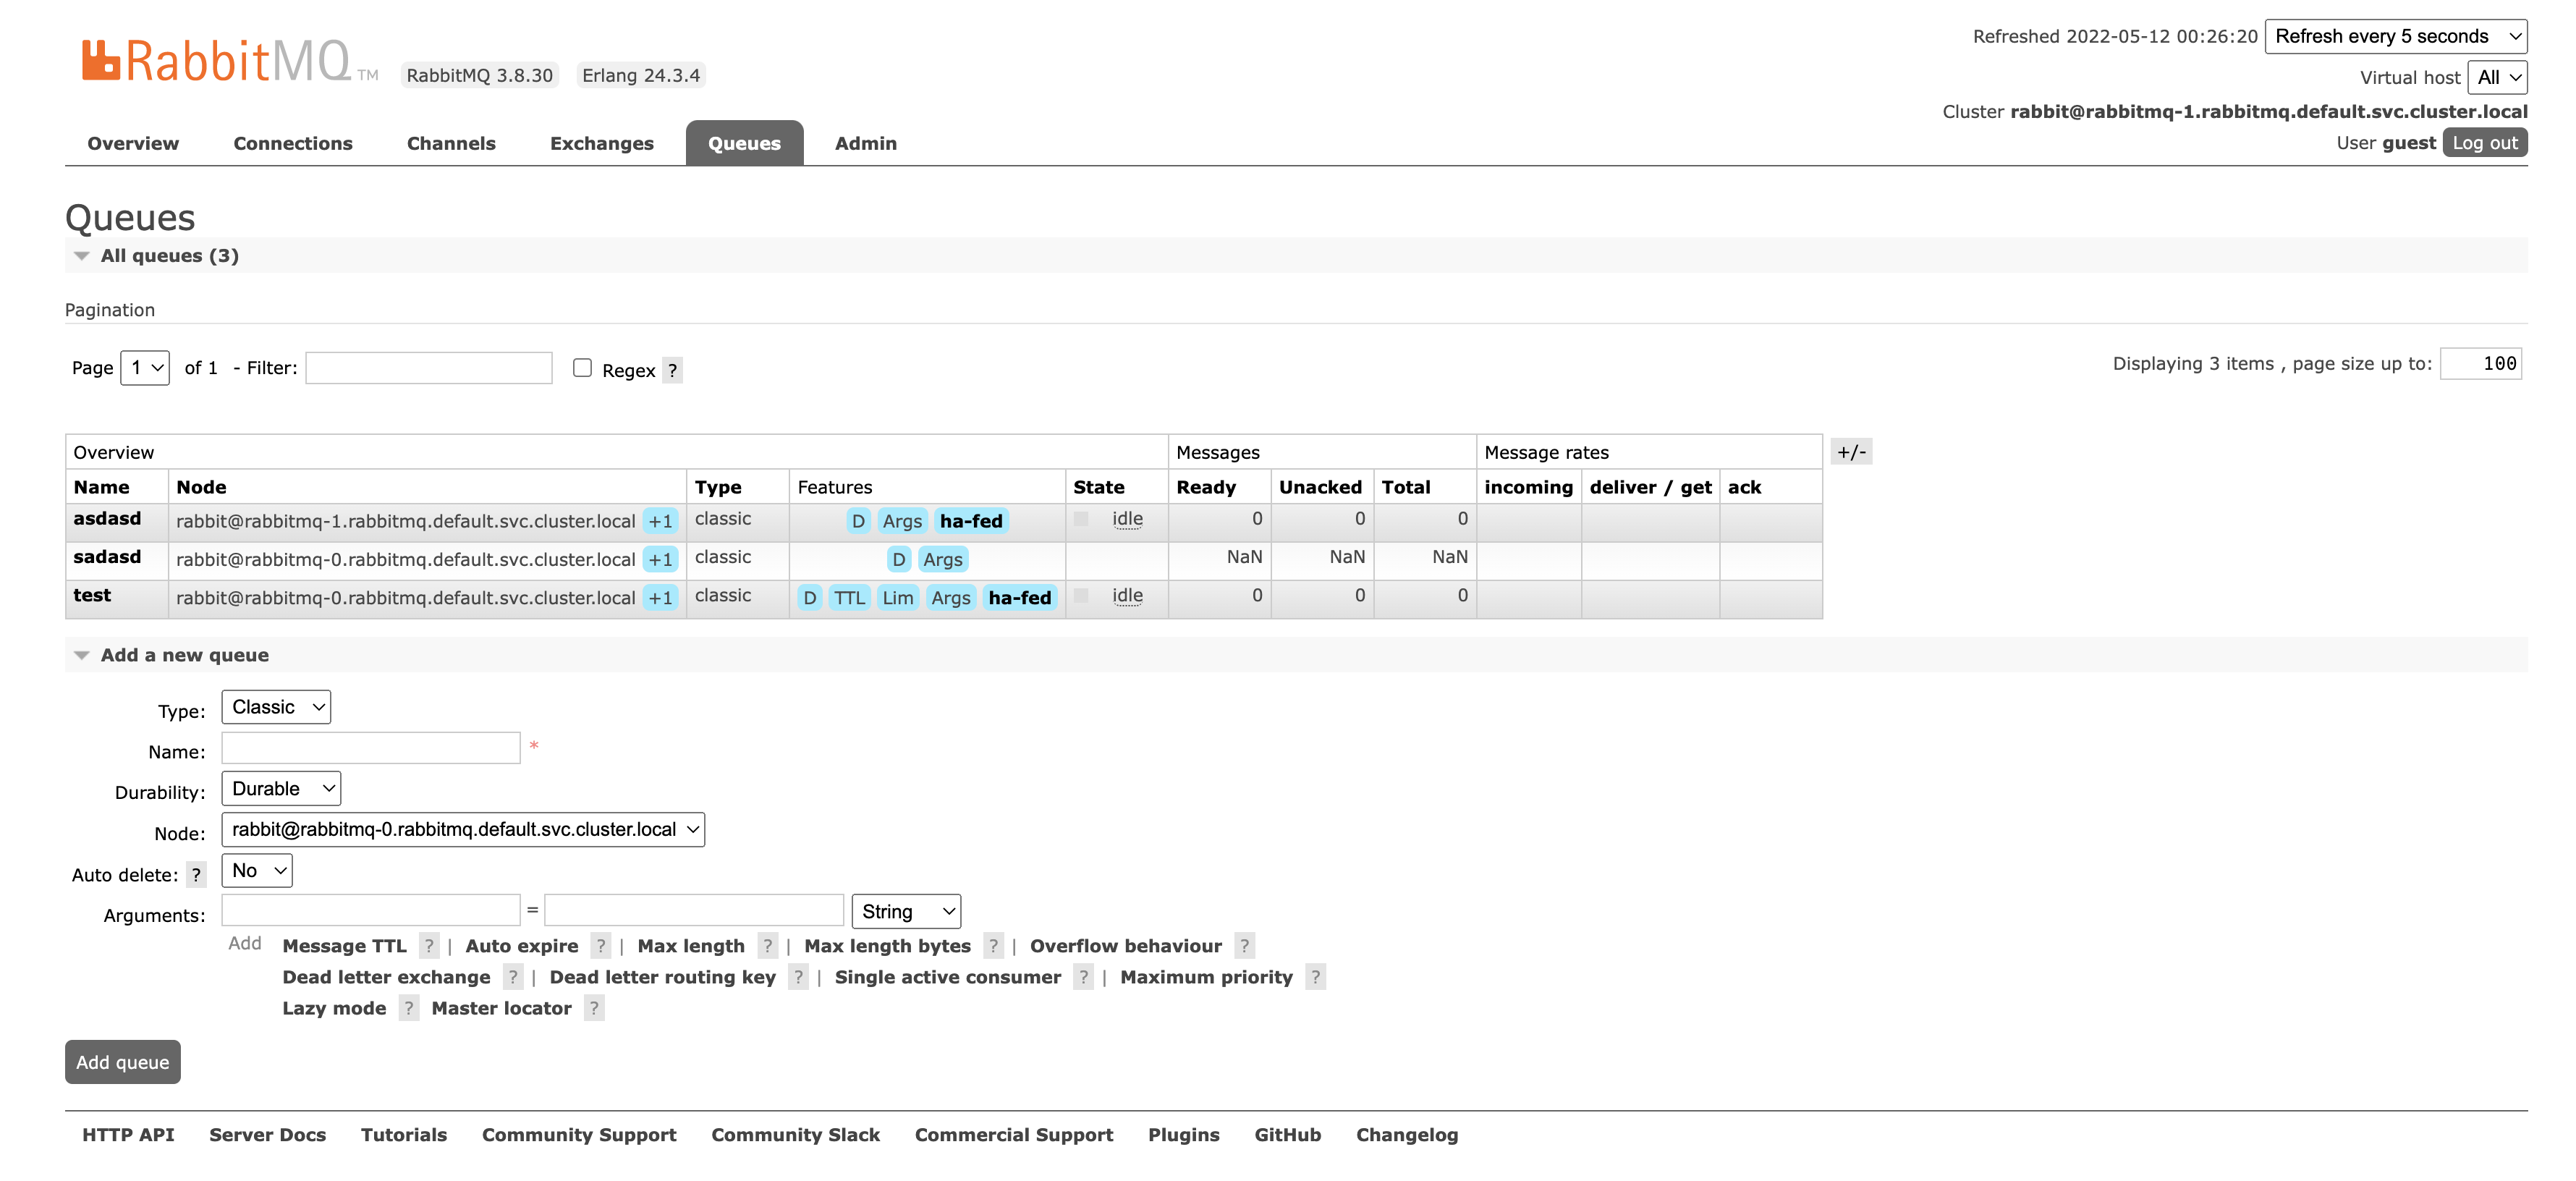 RabbitMQ TM RabbitMQ 3.8.30 Erlang 24.3.4
Refreshed 2022-05-12 00:26:20 Refresh every 5 seconds
Virtual host All
Cluster rabbit@rabbitmq-1.rabbitmq.default.svc.cluster.local
User guest Log out
Overview Connections Channels Exchanges Queues Admin
Queues
All queues (3)
Pagination
Page 1 of 1 - Filter: Regex ? Displaying 3 items , page size up to: 100
Overview Messages Message rates +/-
Name Node Type Features State Ready Unacked Total incoming deliver / get ack
asdasd rabbit@rabbitmq-1.rabbitmq.default.svc.cluster.local +1 classic D Args ha-fed idle 0 0 0
sadasd rabbit@rabbitmq-0.rabbitmq.default.svc.cluster.local +1 classic D Args NaN NaN NaN
test rabbit@rabbitmq-0.rabbitmq.default.svc.cluster.local +1 classic D TTL Lim Args ha-fed idle 0 0 0
Add a new queue
Type: Classic
Name: *
Durability: Durable
Node: rabbit@rabbitmq-0.rabbitmq.default.svc.cluster.local
Auto delete: ? No
Arguments: = String
Add Message TTL ? | Auto expire ? | Max length ? | Max length bytes ? | Overflow behaviour ?
Dead letter exchange ? | Dead letter routing key ? | Single active consumer ? | Maximum priority ?
Lazy mode ? Master locator ?
Add queue
HTTP API Server Docs Tutorials Community Support Community Slack Commercial Support Plugins GitHub Changelog